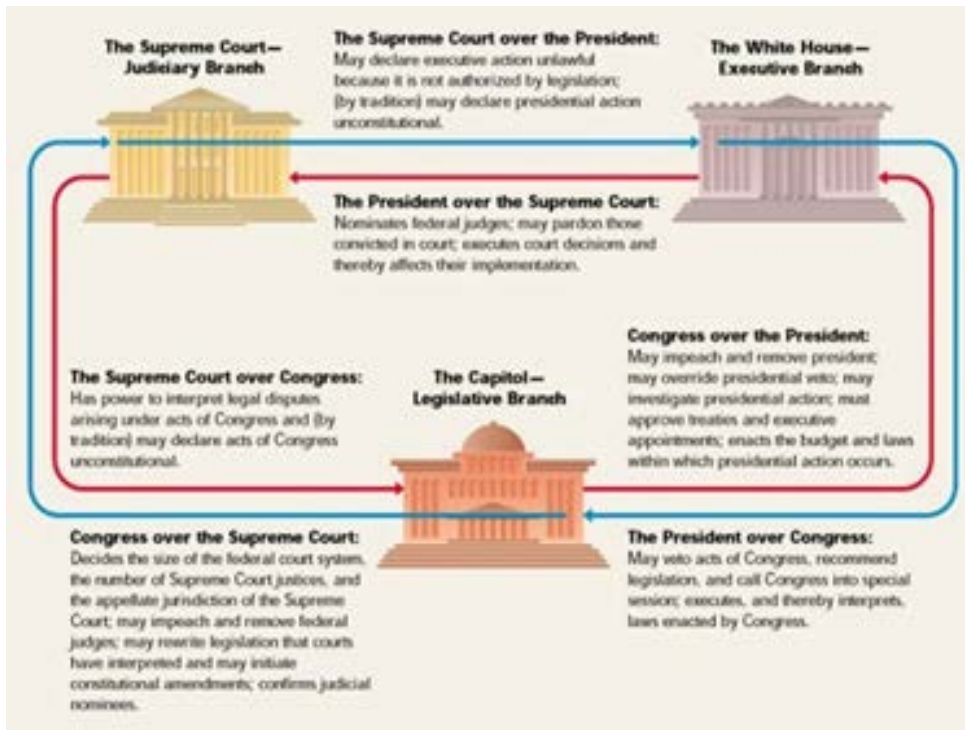 The Supreme Court—
Judiciary Branch
The Supreme Court over the President:
May declare executive action unlawful
because it is not authorized by legislation;
(by tradition) may declare presidential action
unconstitutional.
The White House—
Executive Branch
The President over the Supreme Court:
Nominates federal judges; may pardon those
convicted in court; executes court decisions and
thereby affects their implementation.
Congress over the President:
May impeach and remove president;
may override presidential veto; may
investigate presidential action; must
approve treaties and executive
appointments; enacts the budget and laws
within which presidential action occurs.
The Supreme Court over Congress:
Has power to interpret legal disputes
arising under acts of Congress and (by
tradition) may declare acts of Congress
unconstitutional.
The Capitol—
Legislative Branch
Congress over the Supreme Court:
Decides the size of the federal court system,
the number of Supreme Court justices, and
the appellate jurisdiction of the Supreme
Court; may impeach and remove federal
judges; may rewrite legislation that courts
have interpreted and may initiate
constitutional amendments; confirms judicial
nominees.
The President over Congress:
May veto acts of Congress, recommend
legislation, and call Congress into special
session; executes, and thereby interprets,
laws enacted by Congress.